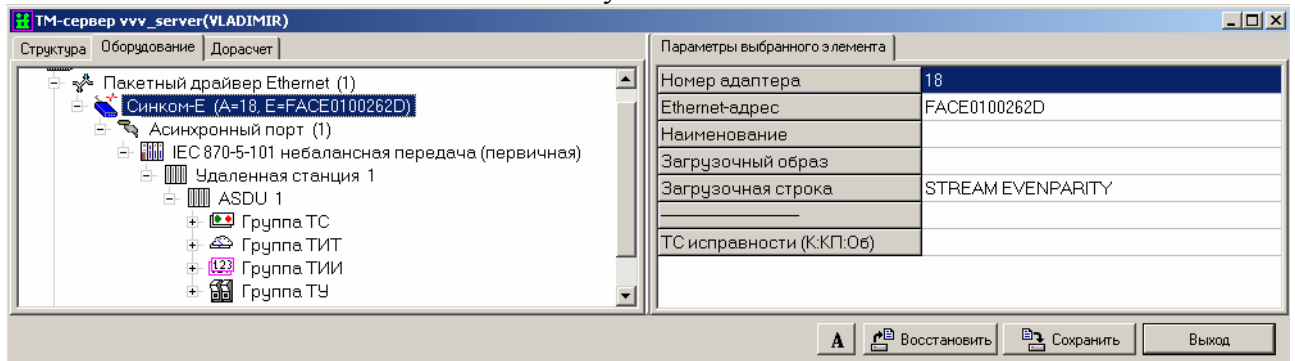 ТМ-сервер vvv_server(VLADIMIR)
Структура Оборудование Дорасчет
Пакетный драйвер Ethernet (1)
Синком-Е (A=18, E=FACE0100262D)
Асинхронный порт (1)
IEC 870-5-101 небалансная передача (первичная)
Удаленная станция 1
ASDU 1
Группа ТС
Группа ТИТ
123 Группа ТИИ
Группа ТУ
Параметры выбранного элемента
Номер адаптера 18
Ethernet-адрес FACE0100262D
Наименование
Загрузочный образ
Загрузочная строка STREAM EVENPARITY
ТС исправности (К:КП:Об)
A Восстановить Сохранить Выход